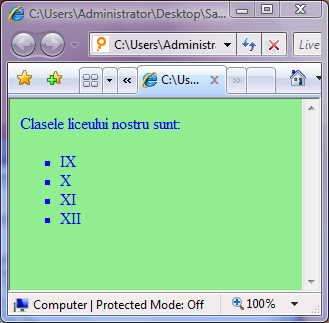 C:\Users\Administrator\Desktop\Sa...
C:\Users\Administra
Live
C:\Us...
Clasele liceului nostru sunt:
IX
X
XI
XII
Computer | Protected Mode: Off
100%